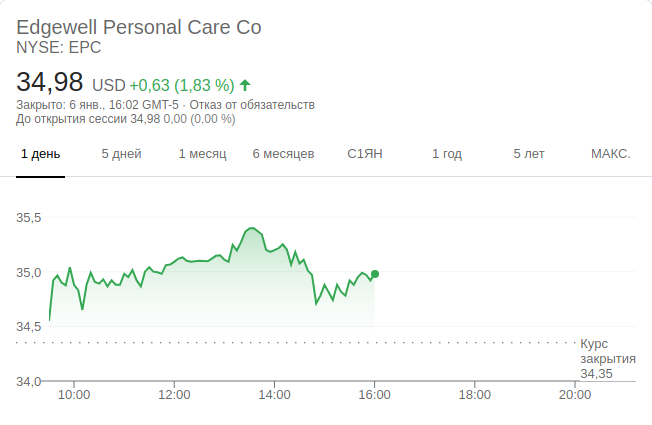 Edgewell Personal Care Co
NYSE: EPC
34,98 USD +0,63 (1,83 %)
Закрыто: 6 янв., 16:02 GMT-5 · Отказ от обязательств
До открытия сессии 34,98 0,00 (0,00 %)
1 день 5 дней 1 месяц 6 месяцев С1ЯН 1 год 5 лет МАКС.
35,5
35,0
34,5
Курс
закрытия
34,35
34,0
10:00 12:00 14:00 16:00 18:00 20:00